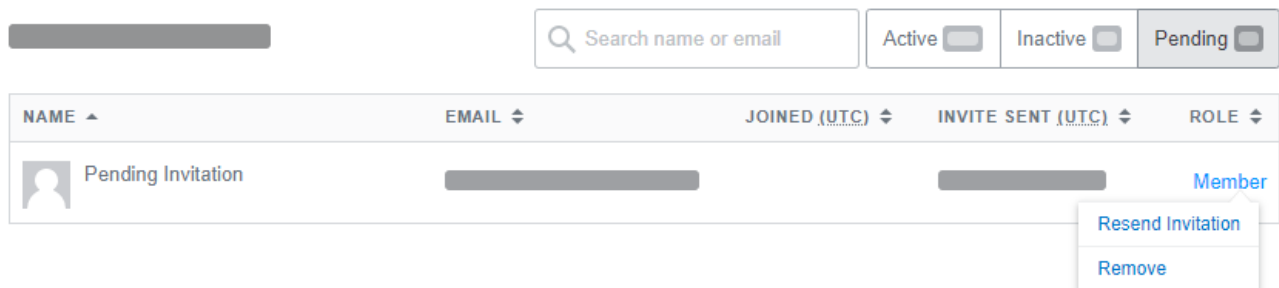 Search name or email Active Inactive Pending
NAME EMAIL JOINED (UTC) INVITE SENT (UTC) ROLE
Pending Invitation Member
Resend Invitation
Remove